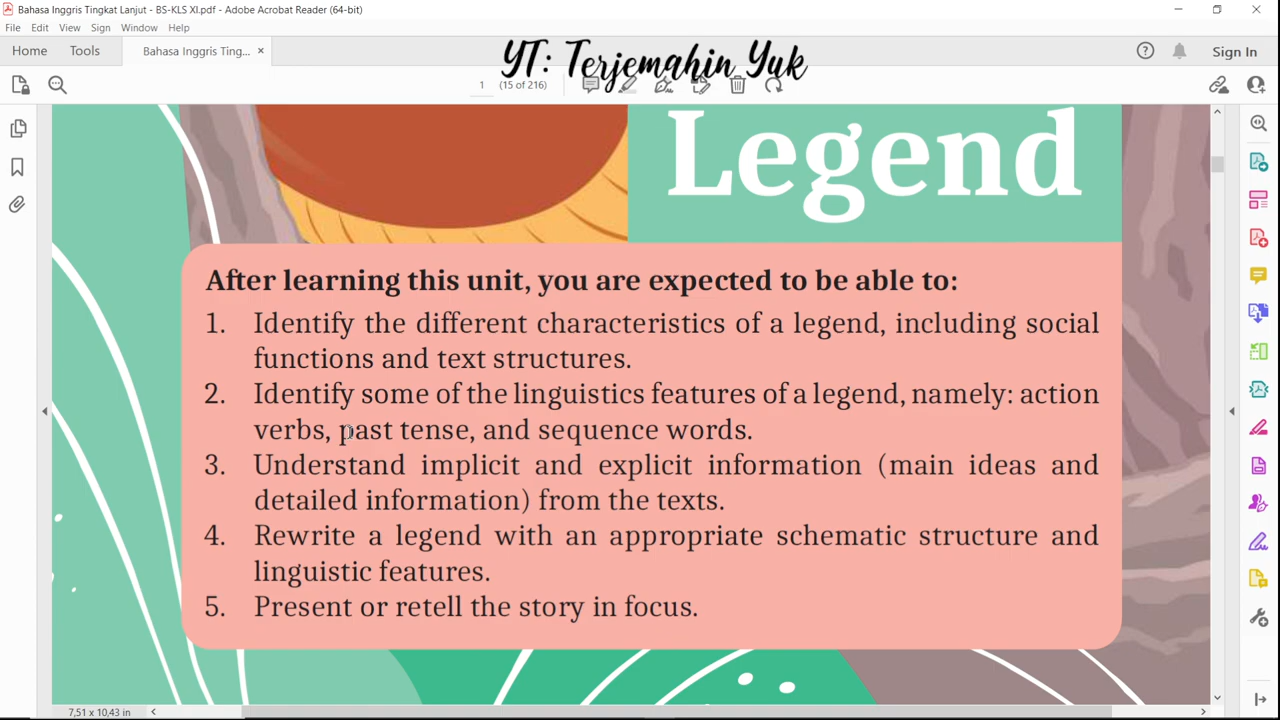 Bahasa Inggris Tingkat Lanjut - BS-KLS XI.pdf - Adobe Acrobat Reader (64-bit)
File Edit View Sign Window Help
Home Tools Bahasa Inggris Ting... × Sign In
YT: Terjemahin Yuk
1 (15 of 216)
Legend
After learning this unit, you are expected to be able to:
1. Identify the different characteristics of a legend, including social
functions and text structures.
2. Identify some of the linguistics features of a legend, namely: action
verbs, past tense, and sequence words.
3. Understand implicit and explicit information (main ideas and
detailed information) from the texts.
4. Rewrite a legend with an appropriate schematic structure and
linguistic features.
5. Present or retell the story in focus.
7,51 x 10,43 in